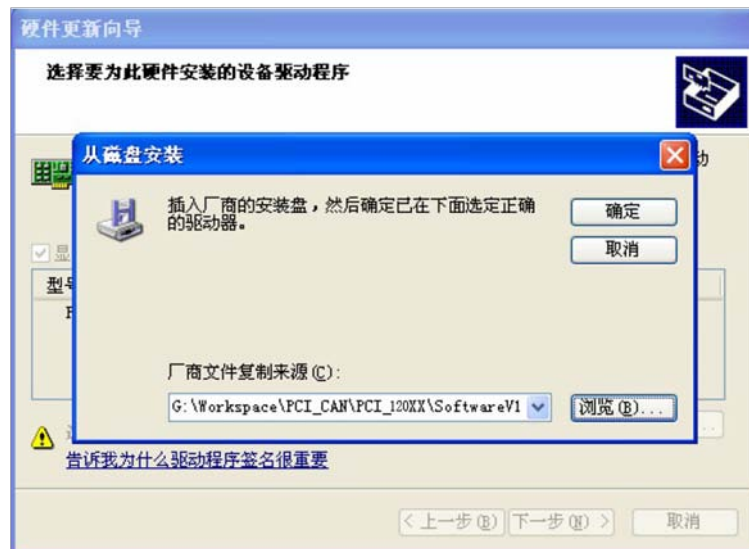 硬件更新向导
选择要为此硬件安装的设备驱动程序
从磁盘安装
动
插入厂商的安装盘，然后确定已在下面选定正确
的驱动器。
确定
取消
显
型号
厂商文件复制来源(C):
G:\Workspace\PCI_CAN\PCI_120XX\SoftwareV1
浏览(B)...
告诉我为什么驱动程序签名很重要
< 上一步(B)
下一步(N) >
取消